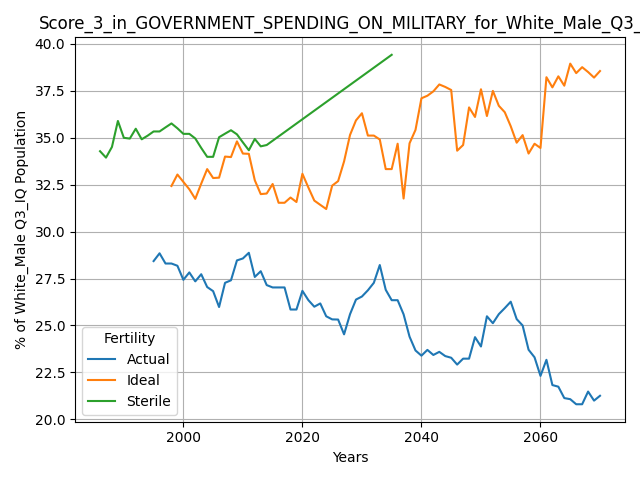 Score_3_in_GOVERNMENT_SPENDING_ON_MILITARY_for_White_Male_Q3_
40.0
37.5
35.0
32.5
30.0
27.5
25.0
22.5
20.0
% of White_Male Q3_IQ Population
Fertility
Actual
Ideal
Sterile
2000 2020 2040 2060
Years